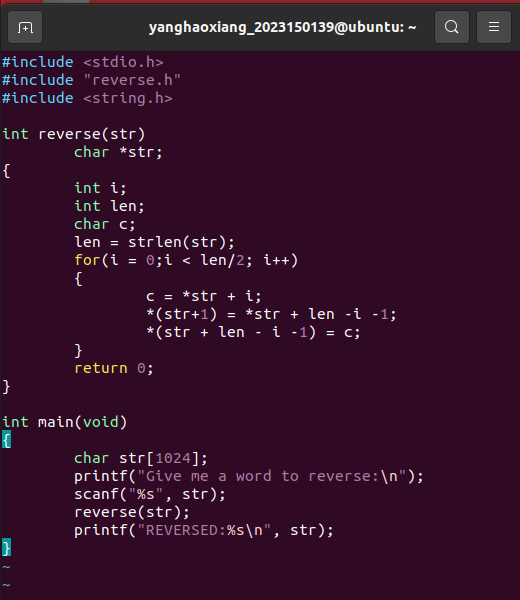 yanghaoxiang_2023150139@ubuntu: ~
#include <stdio.h>
#include "reverse.h"
#include <string.h>

int reverse(str)
        char *str;
{
        int i;
        int len;
        char c;
        len = strlen(str);
        for(i = 0;i < len/2; i++)
        {
                c = *str + i;
                *(str+1) = *str + len -i -1;
                *(str + len - i -1) = c;
        }
        return 0;
}

int main(void)
{
        char str[1024];
        printf("Give me a word to reverse:\n");
        scanf("%s", str);
        reverse(str);
        printf("REVERSED:%s\n", str);
}
~
~